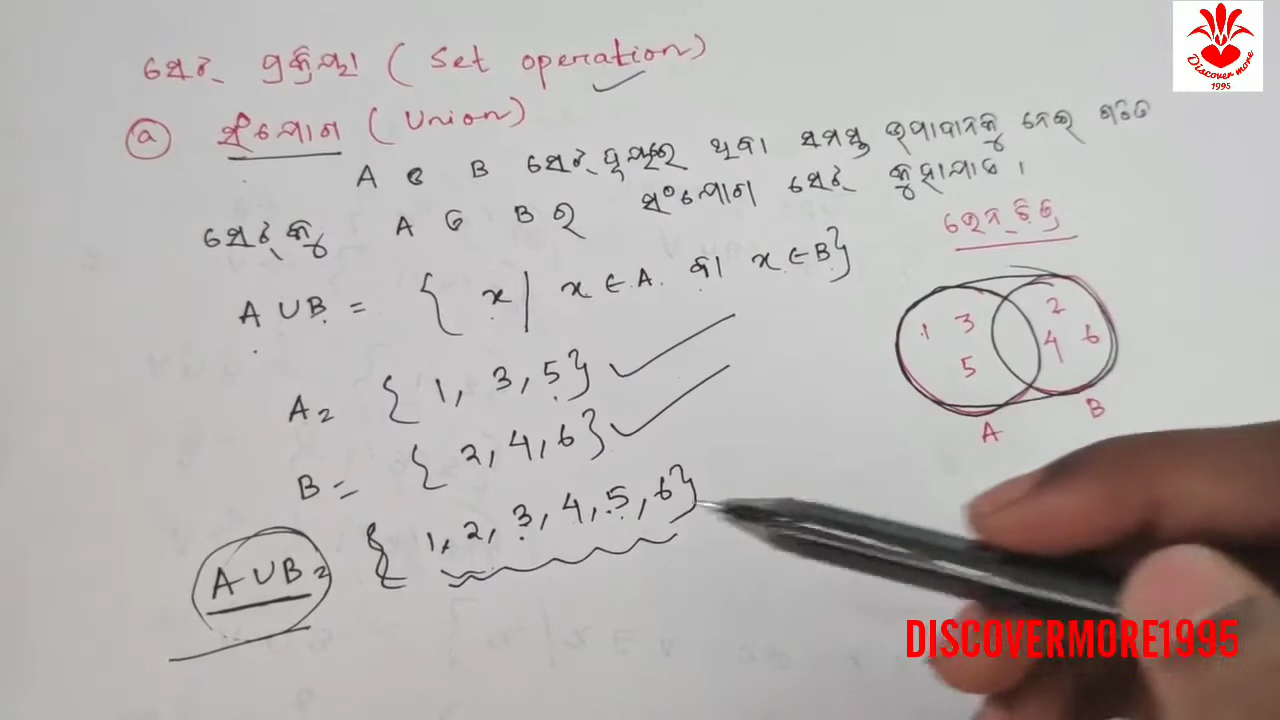 ସେଟ୍ ପ୍ରକ୍ରିୟା ( Set operation )
ⓐ ସଂଯୋଗ ( Union )
A ଓ B ସେଟ୍ ଦ୍ୱୟରେ ଥିବା ସମସ୍ତ ଉପାଦାନକୁ ନେଇ ଗଠିତ
ସେଟ୍ କୁ A ଓ B ର ସଂଯୋଗ ସେଟ୍ କୁହାଯାଏ ।
A ∪ B = { x | x ∈ A ବା x ∈ B }
A = { 1, 3, 5 }
B = { 2, 4, 6 }
A ∪ B = { 1, 2, 3, 4, 5, 6 }
ଭେନ୍ ଚିତ୍ର
1 3 2
5 4 6
A B
Discover more
1995
DISCOVERMORE1995